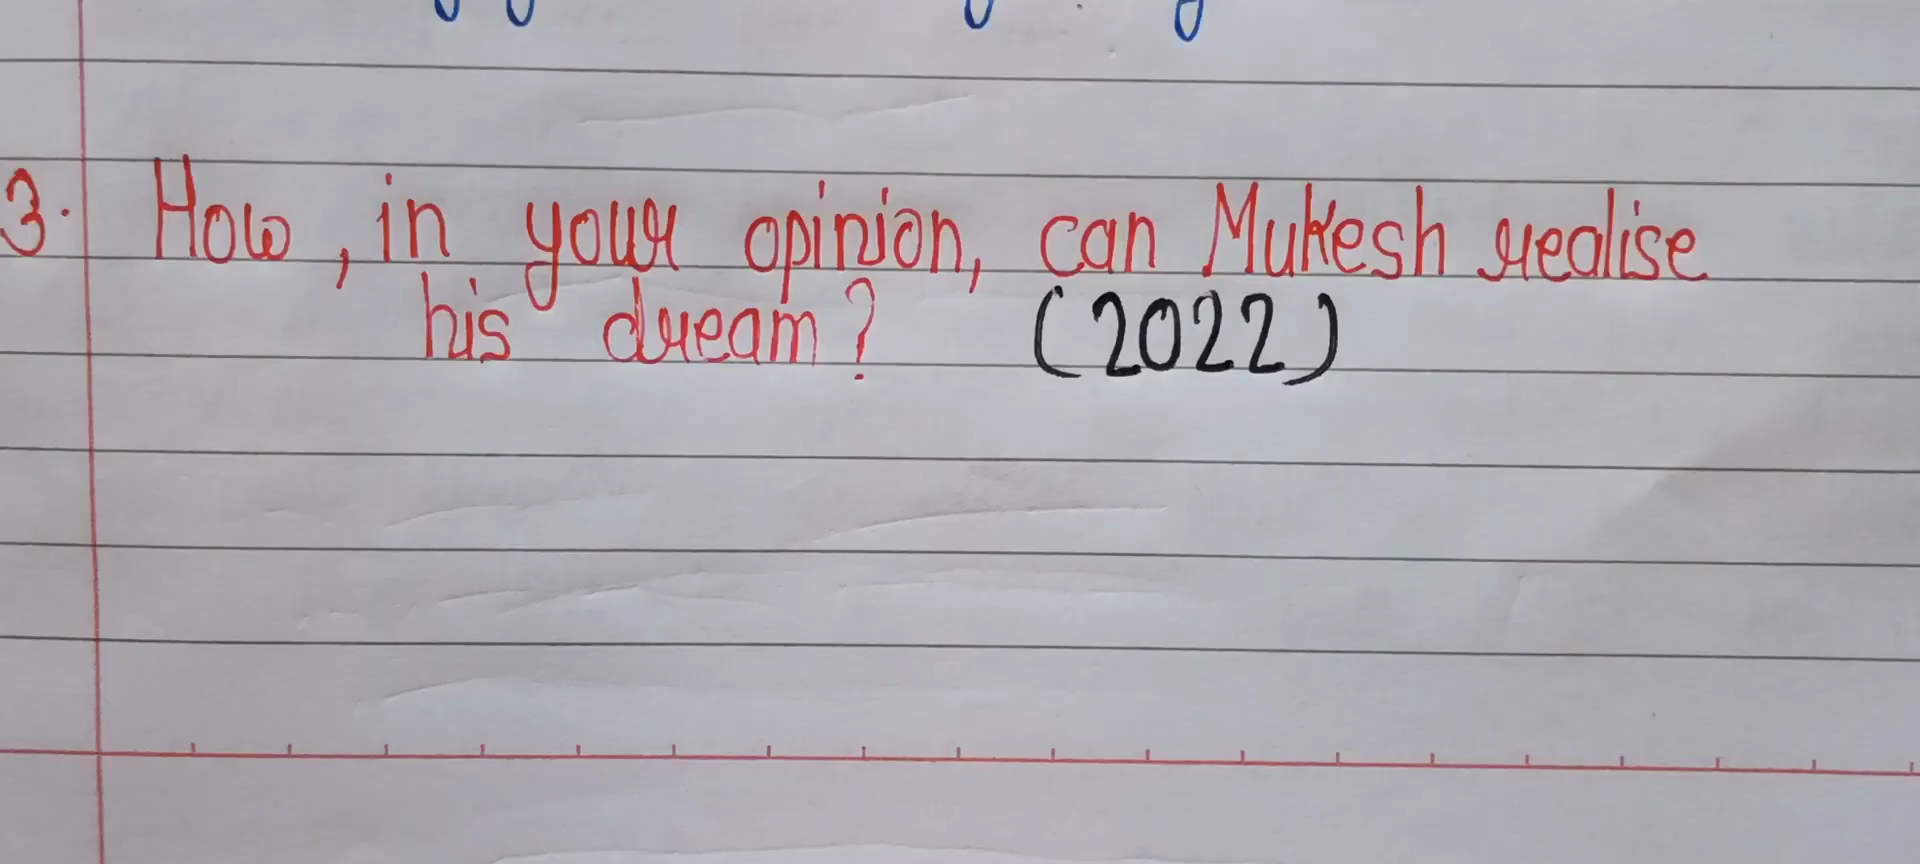 3. How, in your opinion, can Mukesh realise
his dream? (2022)